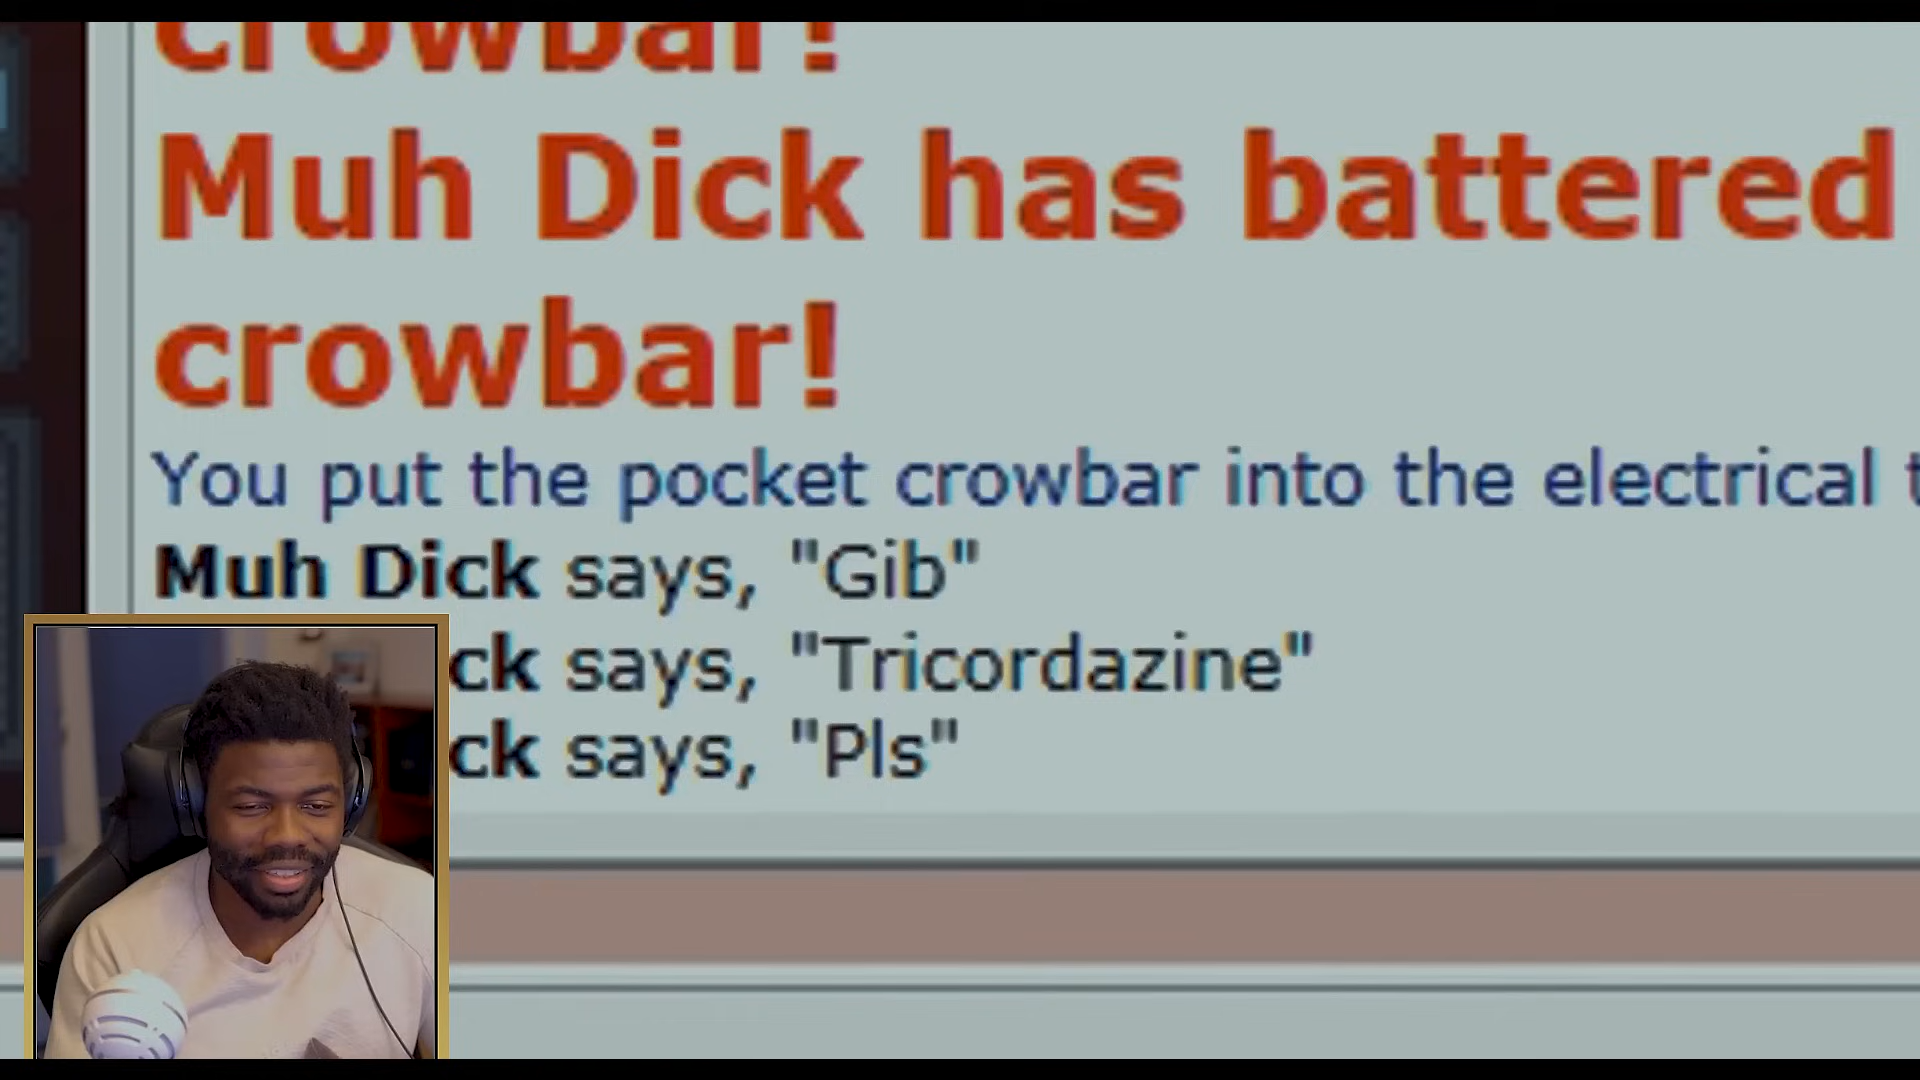 crowbar!
Muh Dick has battered
crowbar!
You put the pocket crowbar into the electrical
Muh Dick says, "Gib"
ck says, "Tricordazine"
ck says, "Pls"